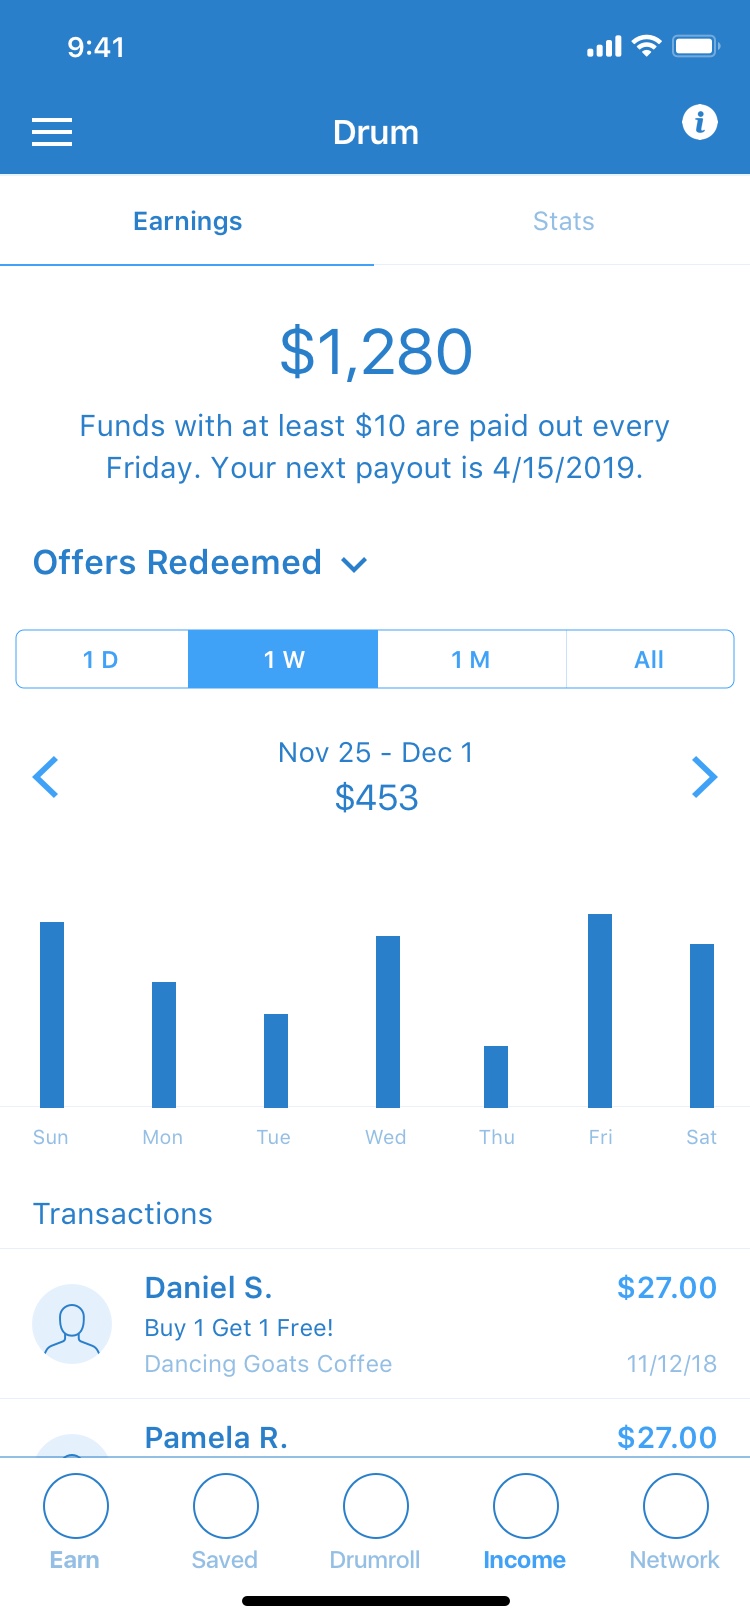 9:41
Drum
i
Earnings
Stats
$1,280
Funds with at least $10 are paid out every
Friday. Your next payout is 4/15/2019.
Offers Redeemed
1 D
1 W
1 M
All
Nov 25 - Dec 1
$453
Sun
Mon
Tue
Wed
Thu
Fri
Sat
Transactions
Daniel S.
$27.00
Buy 1 Get 1 Free!
Dancing Goats Coffee
11/12/18
Pamela R.
$27.00
Earn
Saved
Drumroll
Income
Network